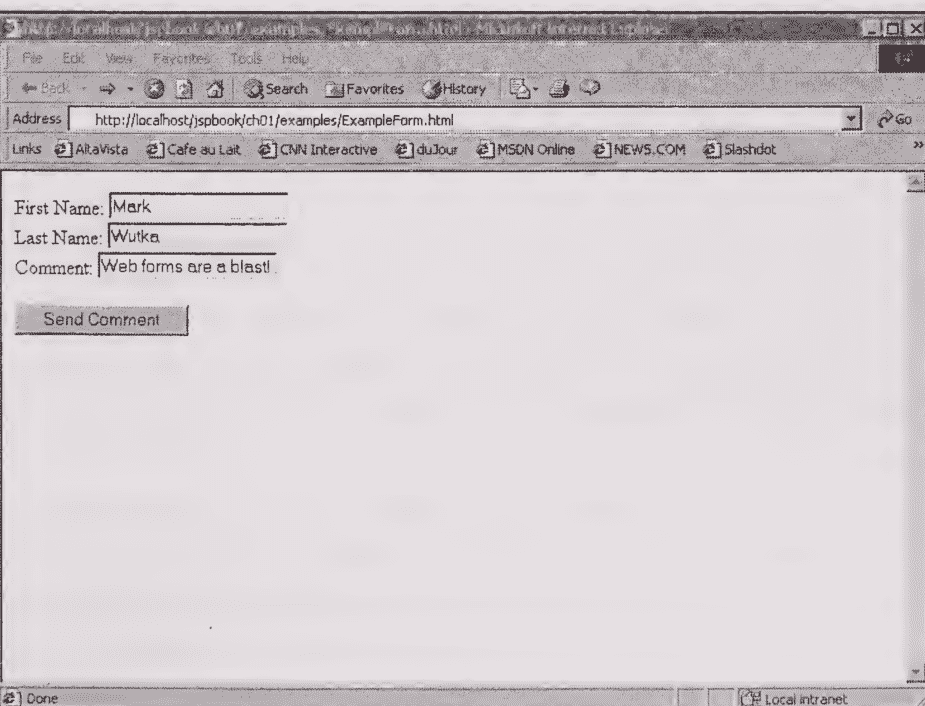 File Edit View Favorites Tools Help
Back Search Favorites History
Address http://localhost/jspbook/ch01/examples/ExampleForm.html Go
Links AltaVista Cafe au Lait CNN Interactive duJour MSDN Online NEWS.COM Slashdot »
First Name: Mark
Last Name: Wutka
Comment: Web forms are a blast!
Send Comment
Done Local intranet